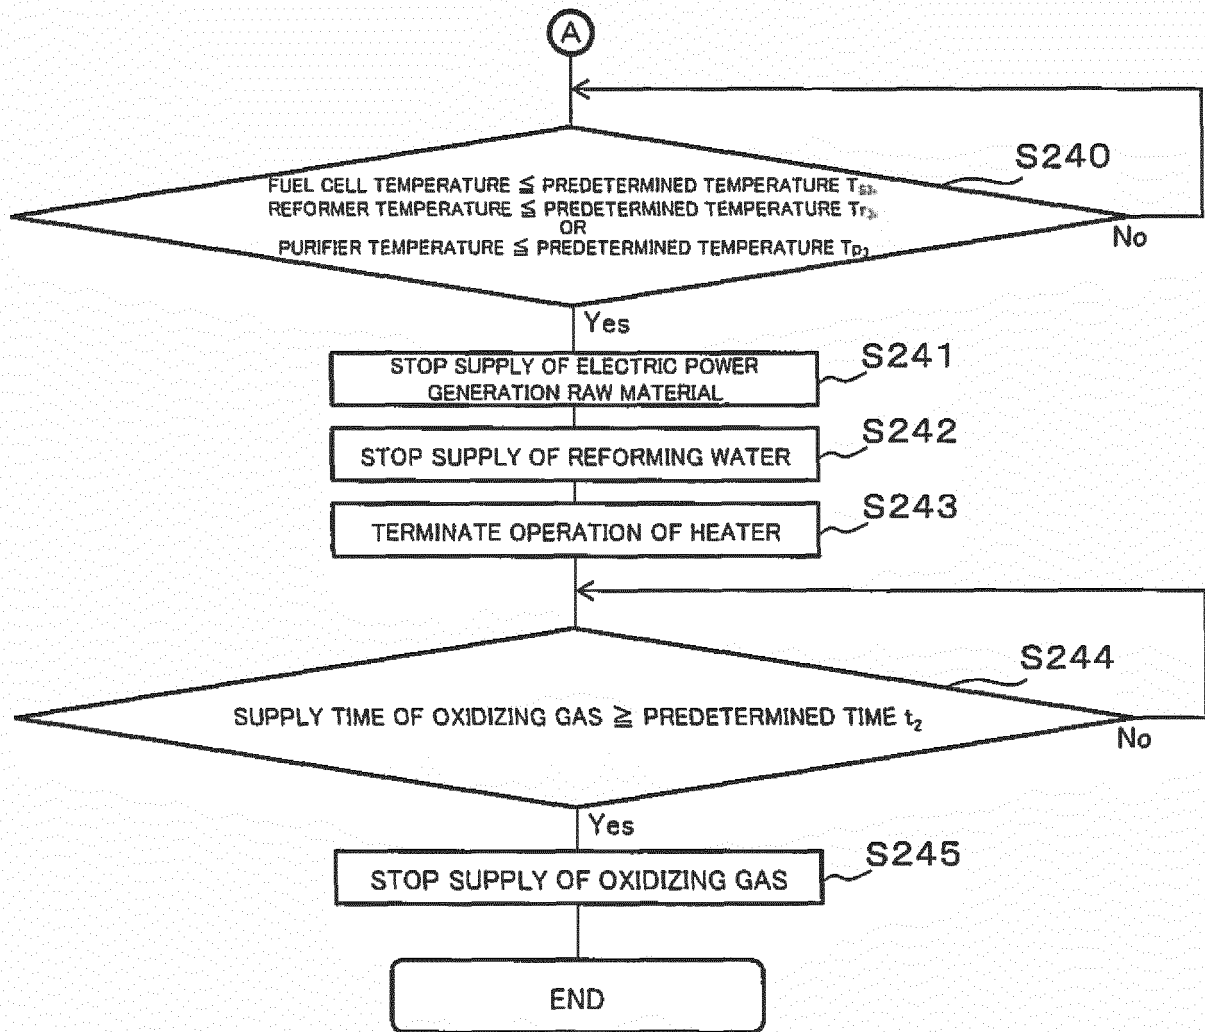 A
S240
FUEL CELL TEMPERATURE ≦ PREDETERMINED TEMPERATURE
REFORMER TEMPERATURE ≦ PREDETERMINED TEMPERATURE
OR
PURIFIER TEMPERATURE ≦ PREDETERMINED TEMPERATURE
No
Yes
STOP SUPPLY OF ELECTRIC POWER
GENERATION RAW MATERIAL
S241
STOP SUPPLY OF REFORMING WATER
S242
TERMINATE OPERATION OF HEATER
S243
S244
SUPPLY TIME OF OXIDIZING GAS ≧ PREDETERMINED TIME t₂
No
Yes
STOP SUPPLY OF OXIDIZING GAS
S245
END